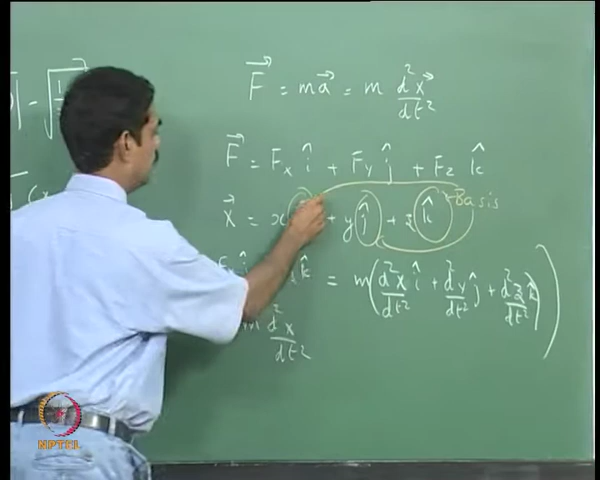 F⃗ = ma⃗ = m d²x⃗/dt²
F⃗ = Fx î + Fy ĵ + Fz k̂
Basis
x⃗ = x + y ĵ + z k̂
k̂ = m( d²x/dt² î + d²y/dt² ĵ + d²z/dt² k̂ )
d²x/dt²
NPTEL